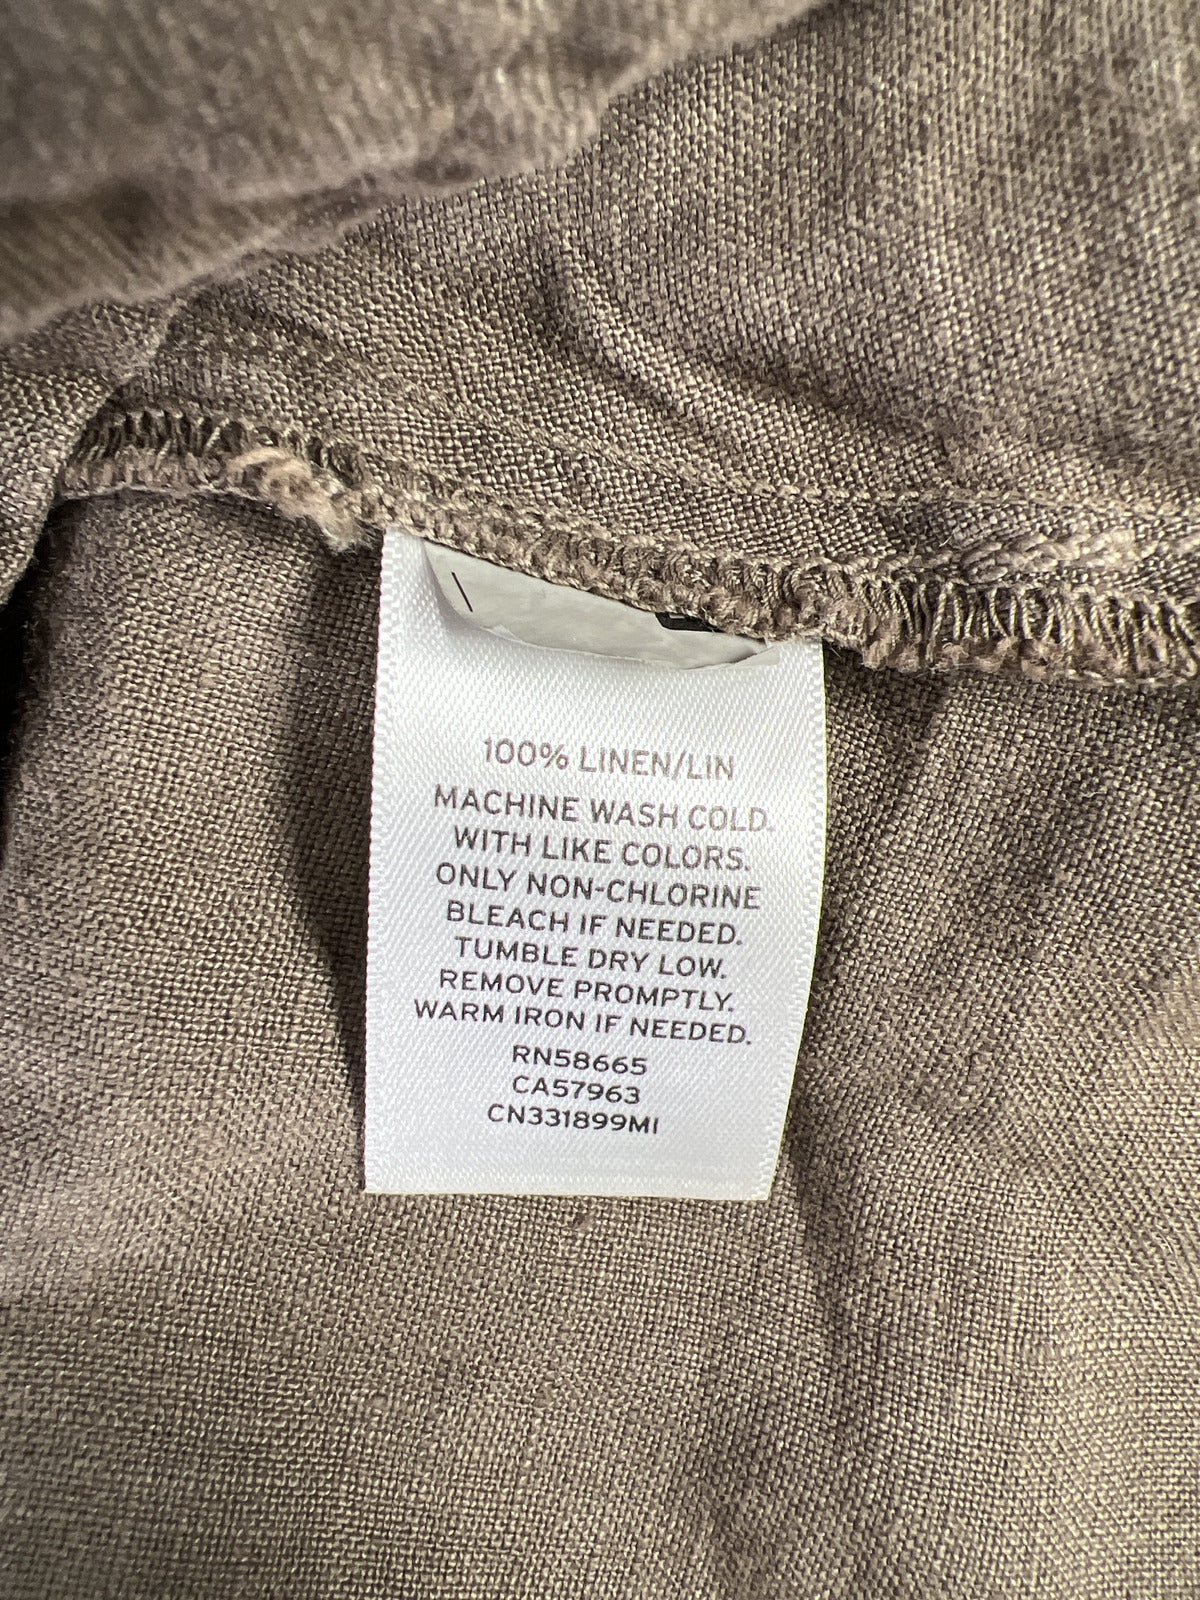 100% LINEN/LIN
MACHINE WASH COLD.
WITH LIKE COLORS.
ONLY NON-CHLORINE
BLEACH IF NEEDED.
TUMBLE DRY LOW.
REMOVE PROMPTLY.
WARM IRON IF NEEDED.
RN58665
CA57963
CN331899MI